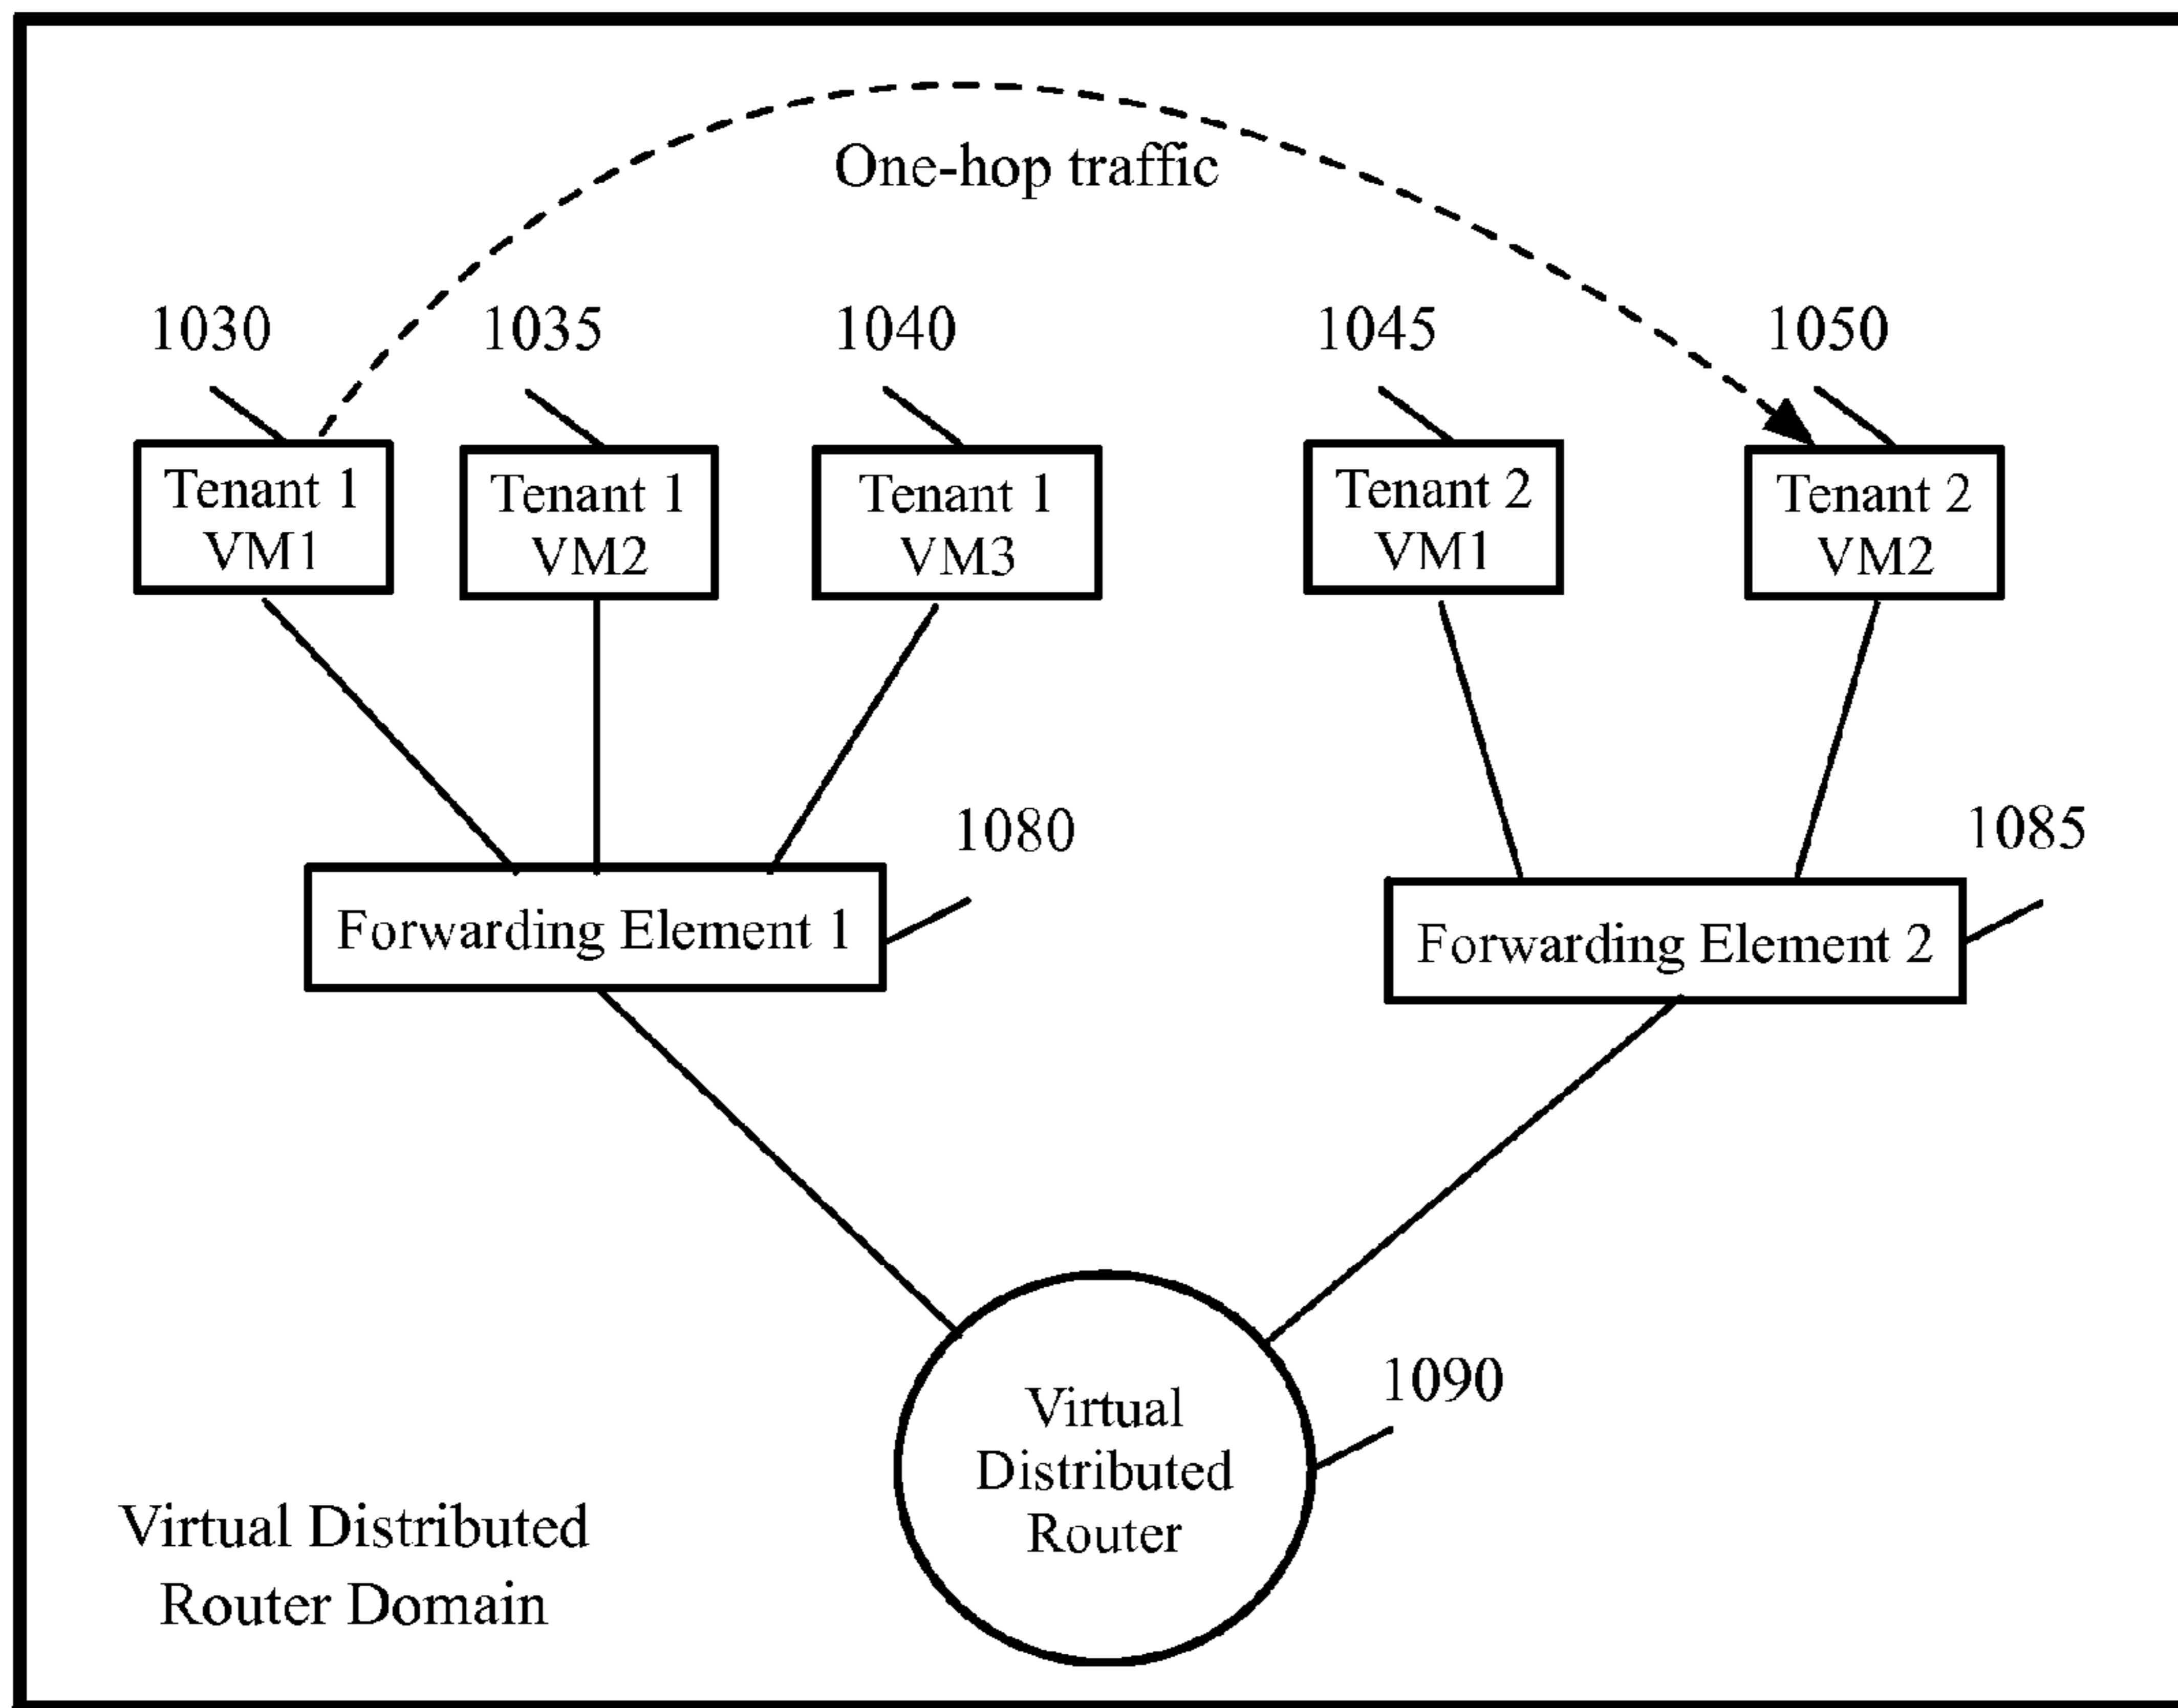 One-hop traffic
1030
1035
1040
1045
1050
Tenant 1
VM1
Tenant 1
VM2
Tenant 1
VM3
Tenant 2
VM1
Tenant 2
VM2
1080
1085
Forwarding Element 1
Forwarding Element 2
1090
Virtual
Distributed
Router
Virtual Distributed
Router Domain